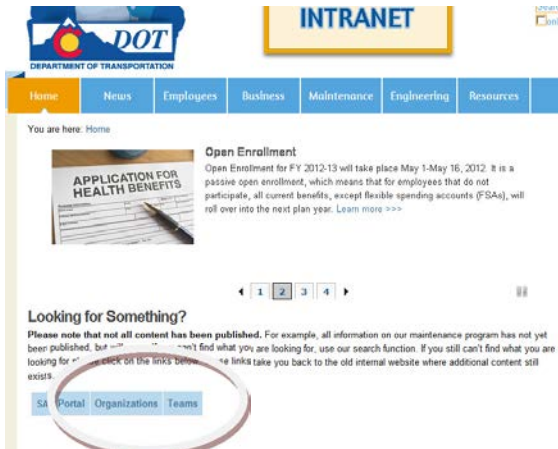 DOT
DEPARTMENT OF TRANSPORTATION
INTRANET
Home News Employees Business Maintenance Engineering Resources
You are here: Home
APPLICATION FOR
HEALTH BENEFITS
Open Enrollment
Open Enrollment for FY 2012-13 will take place May 1-May 16, 2012. It is a
passive open enrollment, which means that for employees that do not
participate, all current benefits, except flexible spending accounts (FSAs), will
roll over into the next plan year. Learn more >>>
1 2 3 4
Looking for Something?
Please note that not all content has been published. For example, all information on our maintenance program has not yet
been published, but will can't find what you are looking for, use our search function. If you still can't find what you are
looking for click on the links below links take you back to the old internal website where additional content still
exists.
Portal Organizations Teams